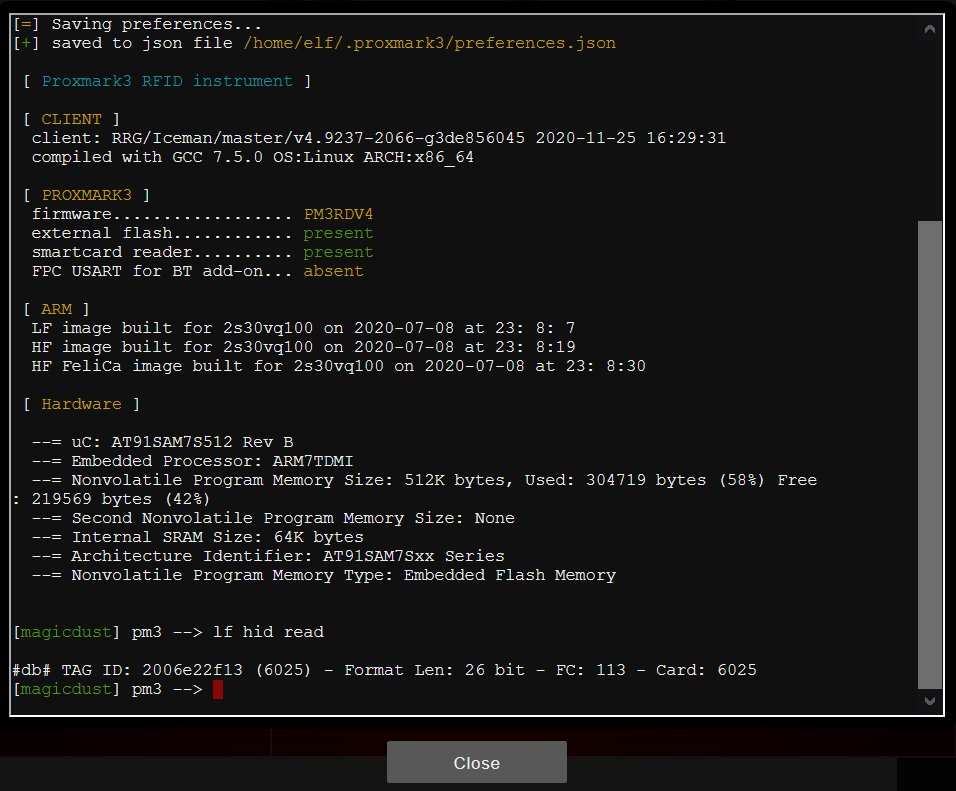 [=] Saving preferences...
[+] saved to json file /home/elf/.proxmark3/preferences.json
[ Proxmark3 RFID instrument ]
[ CLIENT ]
client: RRG/Iceman/master/v4.9237-2066-g3de856045 2020-11-25 16:29:31
compiled with GCC 7.5.0 OS:Linux ARCH:x86_64
[ PROXMARK3 ]
firmware.................. PM3RDV4
external flash............ present
smartcard reader.......... present
FPC USART for BT add-on... absent
[ ARM ]
LF image built for 2s30vq100 on 2020-07-08 at 23: 8: 7
HF image built for 2s30vq100 on 2020-07-08 at 23: 8:19
HF FeliCa image built for 2s30vq100 on 2020-07-08 at 23: 8:30
[ Hardware ]
--= uC: AT91SAM7S512 Rev B
--= Embedded Processor: ARM7TDMI
--= Nonvolatile Program Memory Size: 512K bytes, Used: 304719 bytes (58%) Free
: 219569 bytes (42%)
--= Second Nonvolatile Program Memory Size: None
--= Internal SRAM Size: 64K bytes
--= Architecture Identifier: AT91SAM7Sxx Series
--= Nonvolatile Program Memory Type: Embedded Flash Memory
[magicdust] pm3 --> lf hid read
#db# TAG ID: 2006e22f13 (6025) - Format Len: 26 bit - FC: 113 - Card: 6025
[magicdust] pm3 -->
Close